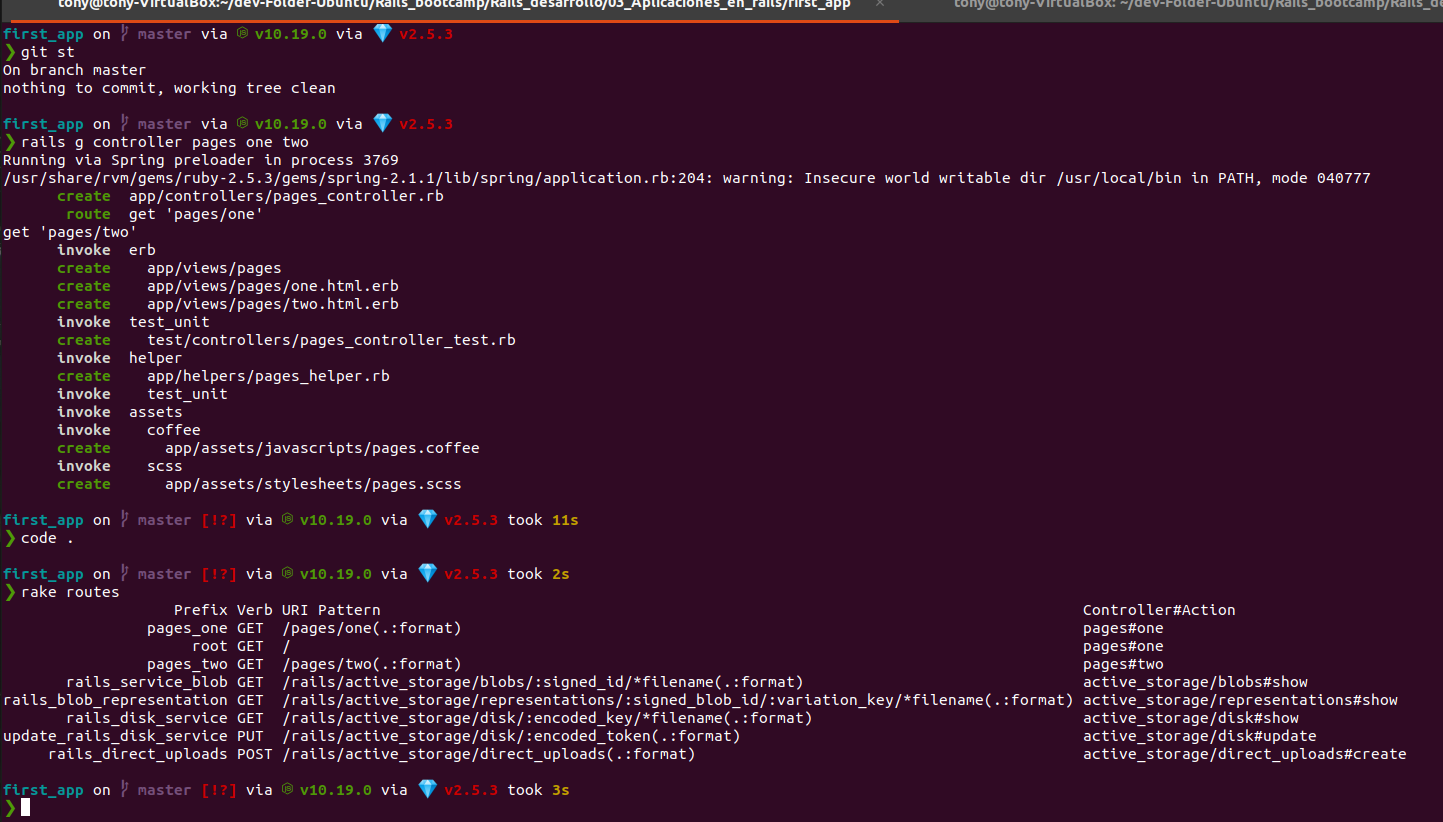 tony@tony-VirtualBox:~/dev-Folder-Ubuntu/Rails_bootcamp/Rails_desarrollo/03_Aplicaciones_en_rails/first_app × tony@tony-VirtualBox: ~/dev-Folder-Ubuntu/Rails_bootcamp/Rails_de
first_app on master via v10.19.0 via 💎 v2.5.3
❯ git st
On branch master
nothing to commit, working tree clean
first_app on master via v10.19.0 via 💎 v2.5.3
❯ rails g controller pages one two
Running via Spring preloader in process 3769
/usr/share/rvm/gems/ruby-2.5.3/gems/spring-2.1.1/lib/spring/application.rb:204: warning: Insecure world writable dir /usr/local/bin in PATH, mode 040777
      create  app/controllers/pages_controller.rb
       route  get 'pages/one'
get 'pages/two'
      invoke  erb
      create    app/views/pages
      create    app/views/pages/one.html.erb
      create    app/views/pages/two.html.erb
      invoke  test_unit
      create    test/controllers/pages_controller_test.rb
      invoke  helper
      create    app/helpers/pages_helper.rb
      invoke    test_unit
      invoke  assets
      invoke    coffee
      create      app/assets/javascripts/pages.coffee
      invoke    scss
      create      app/assets/stylesheets/pages.scss
first_app on master [!?] via v10.19.0 via 💎 v2.5.3 took 11s
❯ code .
first_app on master [!?] via v10.19.0 via 💎 v2.5.3 took 2s
❯ rake routes
                   Prefix Verb URI Pattern                                                                              Controller#Action
                pages_one GET  /pages/one(.:format)                                                                     pages#one
                     root GET  /                                                                                        pages#one
                pages_two GET  /pages/two(.:format)                                                                     pages#two
       rails_service_blob GET  /rails/active_storage/blobs/:signed_id/*filename(.:format)                               active_storage/blobs#show
rails_blob_representation GET  /rails/active_storage/representations/:signed_blob_id/:variation_key/*filename(.:format) active_storage/representations#show
       rails_disk_service GET  /rails/active_storage/disk/:encoded_key/*filename(.:format)                              active_storage/disk#show
update_rails_disk_service PUT  /rails/active_storage/disk/:encoded_token(.:format)                                      active_storage/disk#update
     rails_direct_uploads POST /rails/active_storage/direct_uploads(.:format)                                           active_storage/direct_uploads#create
first_app on master [!?] via v10.19.0 via 💎 v2.5.3 took 3s
❯